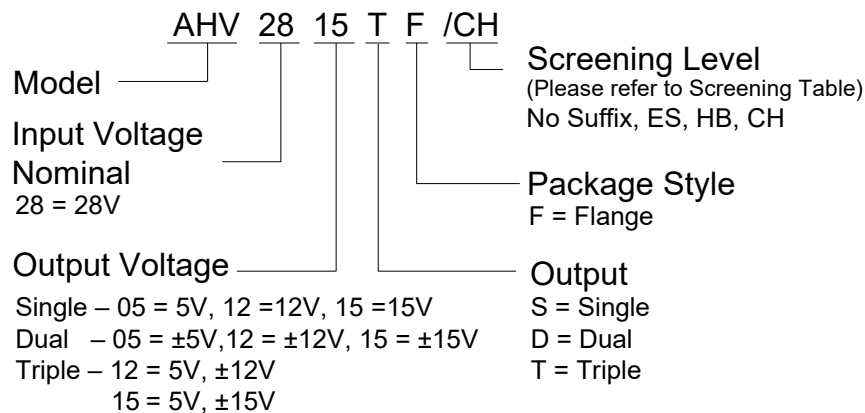 AHV 28 15 T F /CH
Model
Input Voltage
Nominal
28 = 28V
Output Voltage
Single – 05 = 5V, 12 =12V, 15 =15V
Dual – 05 = ±5V,12 = ±12V, 15 = ±15V
Triple – 12 = 5V, ±12V
15 = 5V, ±15V
Screening Level
(Please refer to Screening Table)
No Suffix, ES, HB, CH
Package Style
F = Flange
Output
S = Single
D = Dual
T = Triple